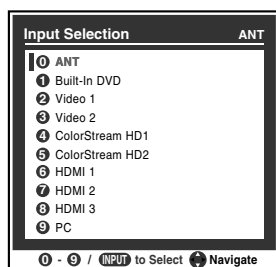 Input Selection ANT
0 ANT
1 Built-In DVD
2 Video 1
3 Video 2
4 ColorStream HD1
5 ColorStream HD2
6 HDMI 1
7 HDMI 2
8 HDMI 3
9 PC
0 - 9 / INPUT to Select Navigate